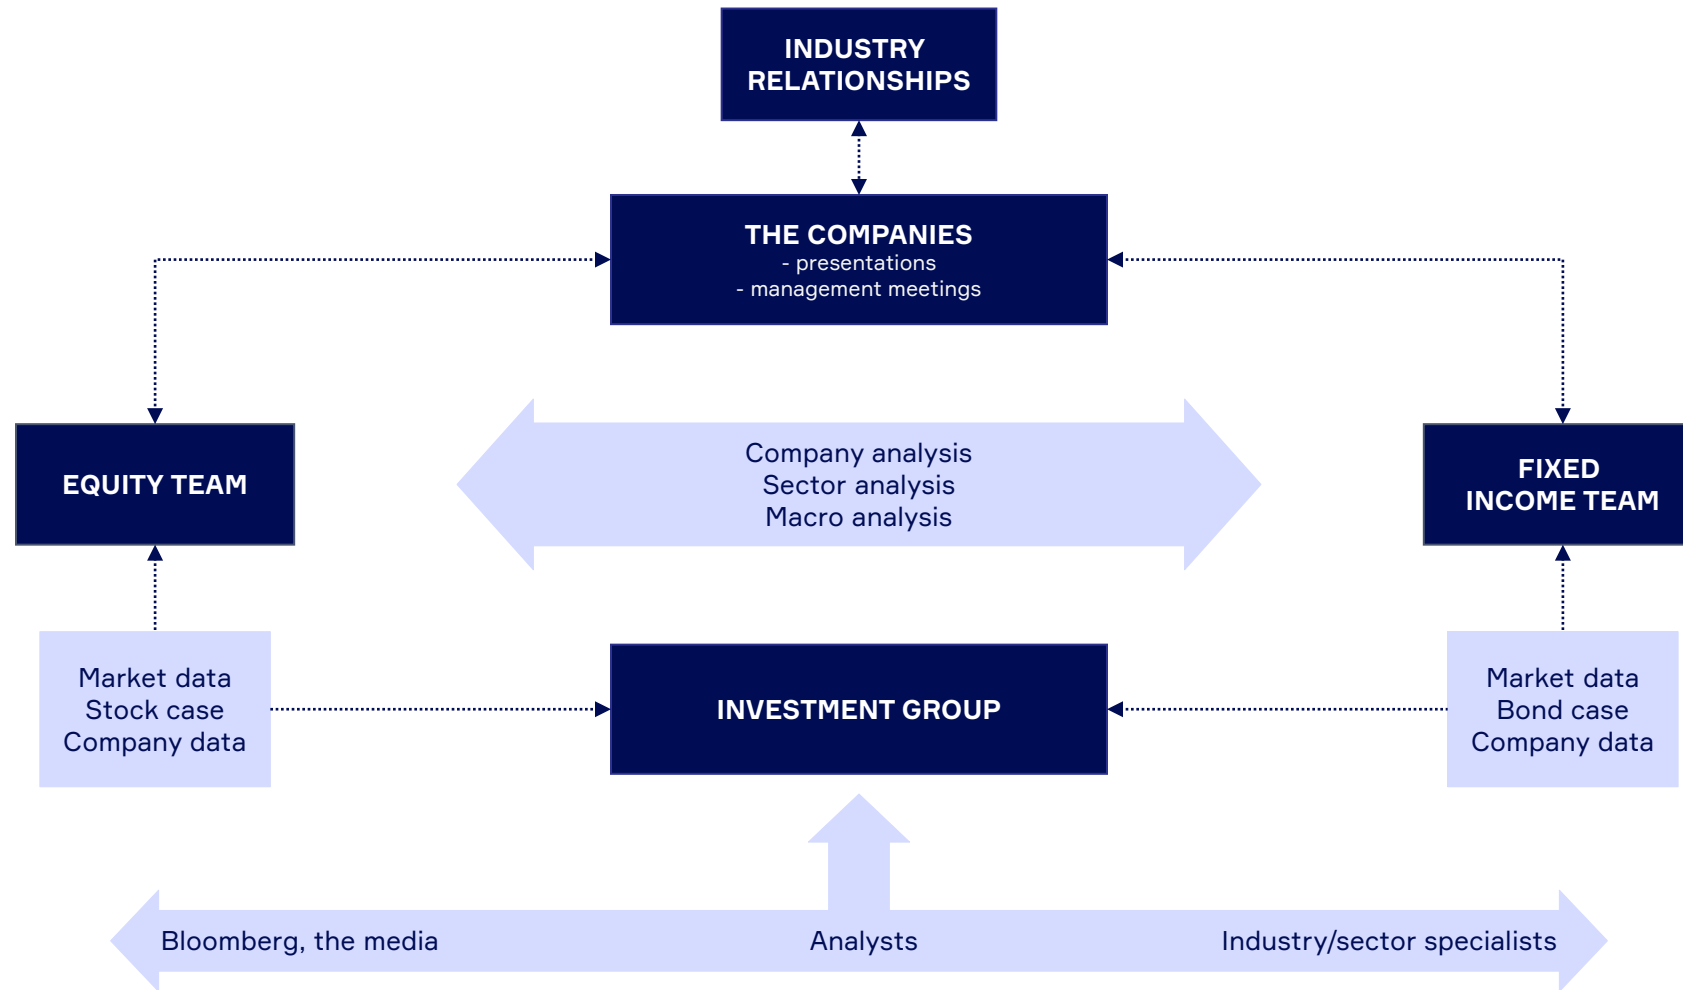 INDUSTRY
RELATIONSHIPS
THE COMPANIES
- presentations
- management meetings
Company analysis
Sector analysis
Macro analysis
EQUITY TEAM
FIXED
INCOME TEAM
Market data
Stock case
Company data
INVESTMENT GROUP
Market data
Bond case
Company data
Bloomberg, the media
Analysts
Industry/sector specialists